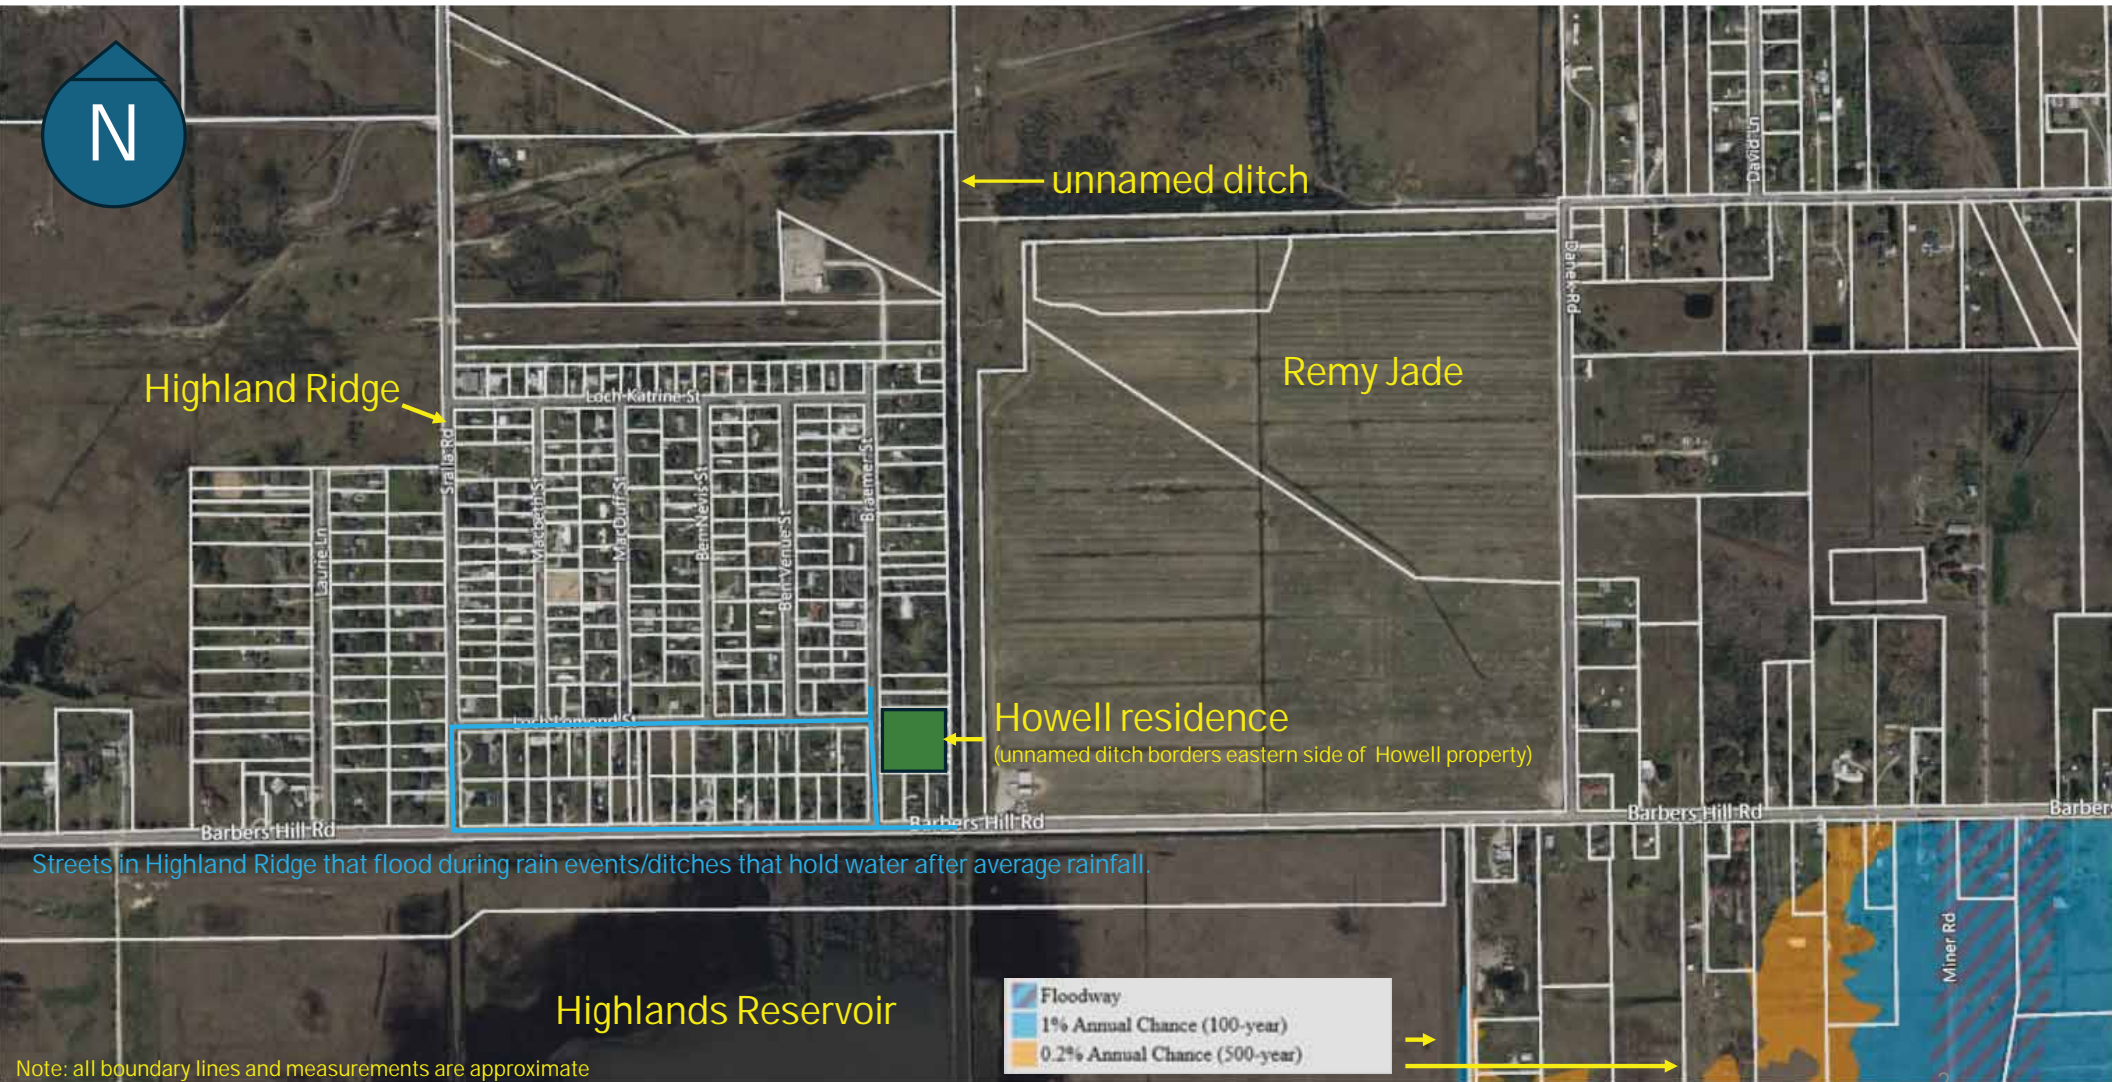 N
unnamed ditch
David Ln
Danek Rd
Remy Jade
Highland Ridge
Loch Katrine St
Sralla Rd
Laurie Ln
Macbeth St
MacDuff St
Ben Nevis St
Ben Venue St
Braemer St
Loch Lomond St
Howell residence
(unnamed ditch borders eastern side of Howell property)
Barbers Hill Rd
Barbers Hill Rd
Barbers Hill Rd
Barbers
Streets in Highland Ridge that flood during rain events/ditches that hold water after average rainfall.
Miner Rd
Highlands Reservoir
Floodway
1% Annual Chance (100-year)
0.2% Annual Chance (500-year)
Note: all boundary lines and measurements are approximate